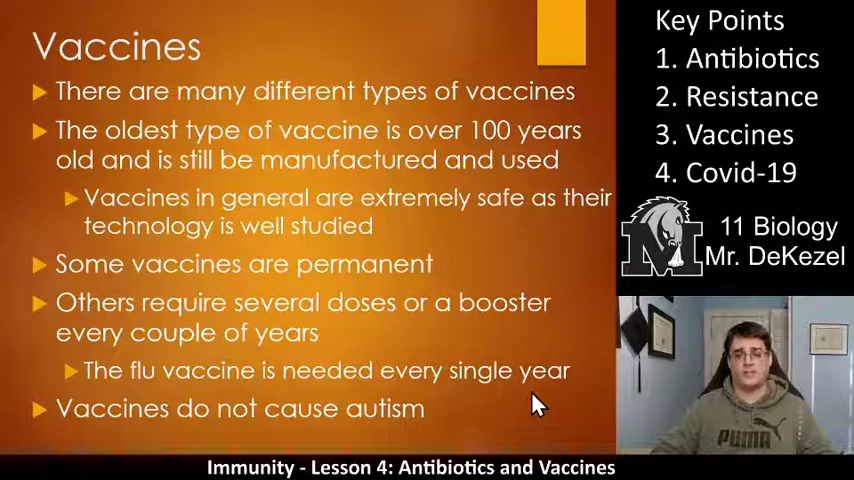 Vaccines
There are many different types of vaccines
The oldest type of vaccine is over 100 years
old and is still be manufactured and used
Vaccines in general are extremely safe as their
technology is well studied
Some vaccines are permanent
Others require several doses or a booster
every couple of years
The flu vaccine is needed every single year
Vaccines do not cause autism
Key Points
1. Antibiotics
2. Resistance
3. Vaccines
4. Covid-19
M
11 Biology
Mr. DeKezel
PUMA
Immunity - Lesson 4: Antibiotics and Vaccines